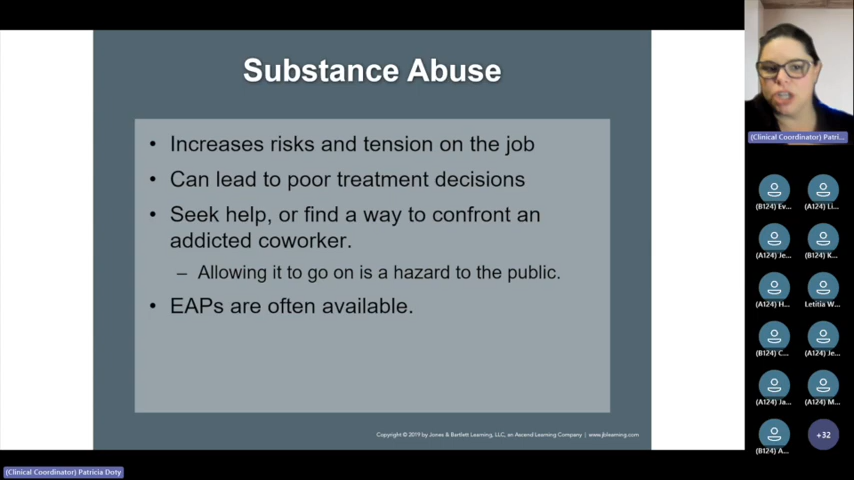 Substance Abuse
• Increases risks and tension on the job
• Can lead to poor treatment decisions
• Seek help, or find a way to confront an
addicted coworker.
– Allowing it to go on is a hazard to the public.
• EAPs are often available.
Copyright © 2019 by Jones & Bartlett Learning, LLC, an Ascend Learning Company | www.jblearning.com
(Clinical Coordinator) Patri...
(B124) Ev...
(A124) Li...
(A124) Je...
(B124) K...
(A124) H...
Letitia W...
(B124) C...
(A124) Je...
(A124) Ja...
(A124) M...
(B124) A...
+32
(Clinical Coordinator) Patricia Doty